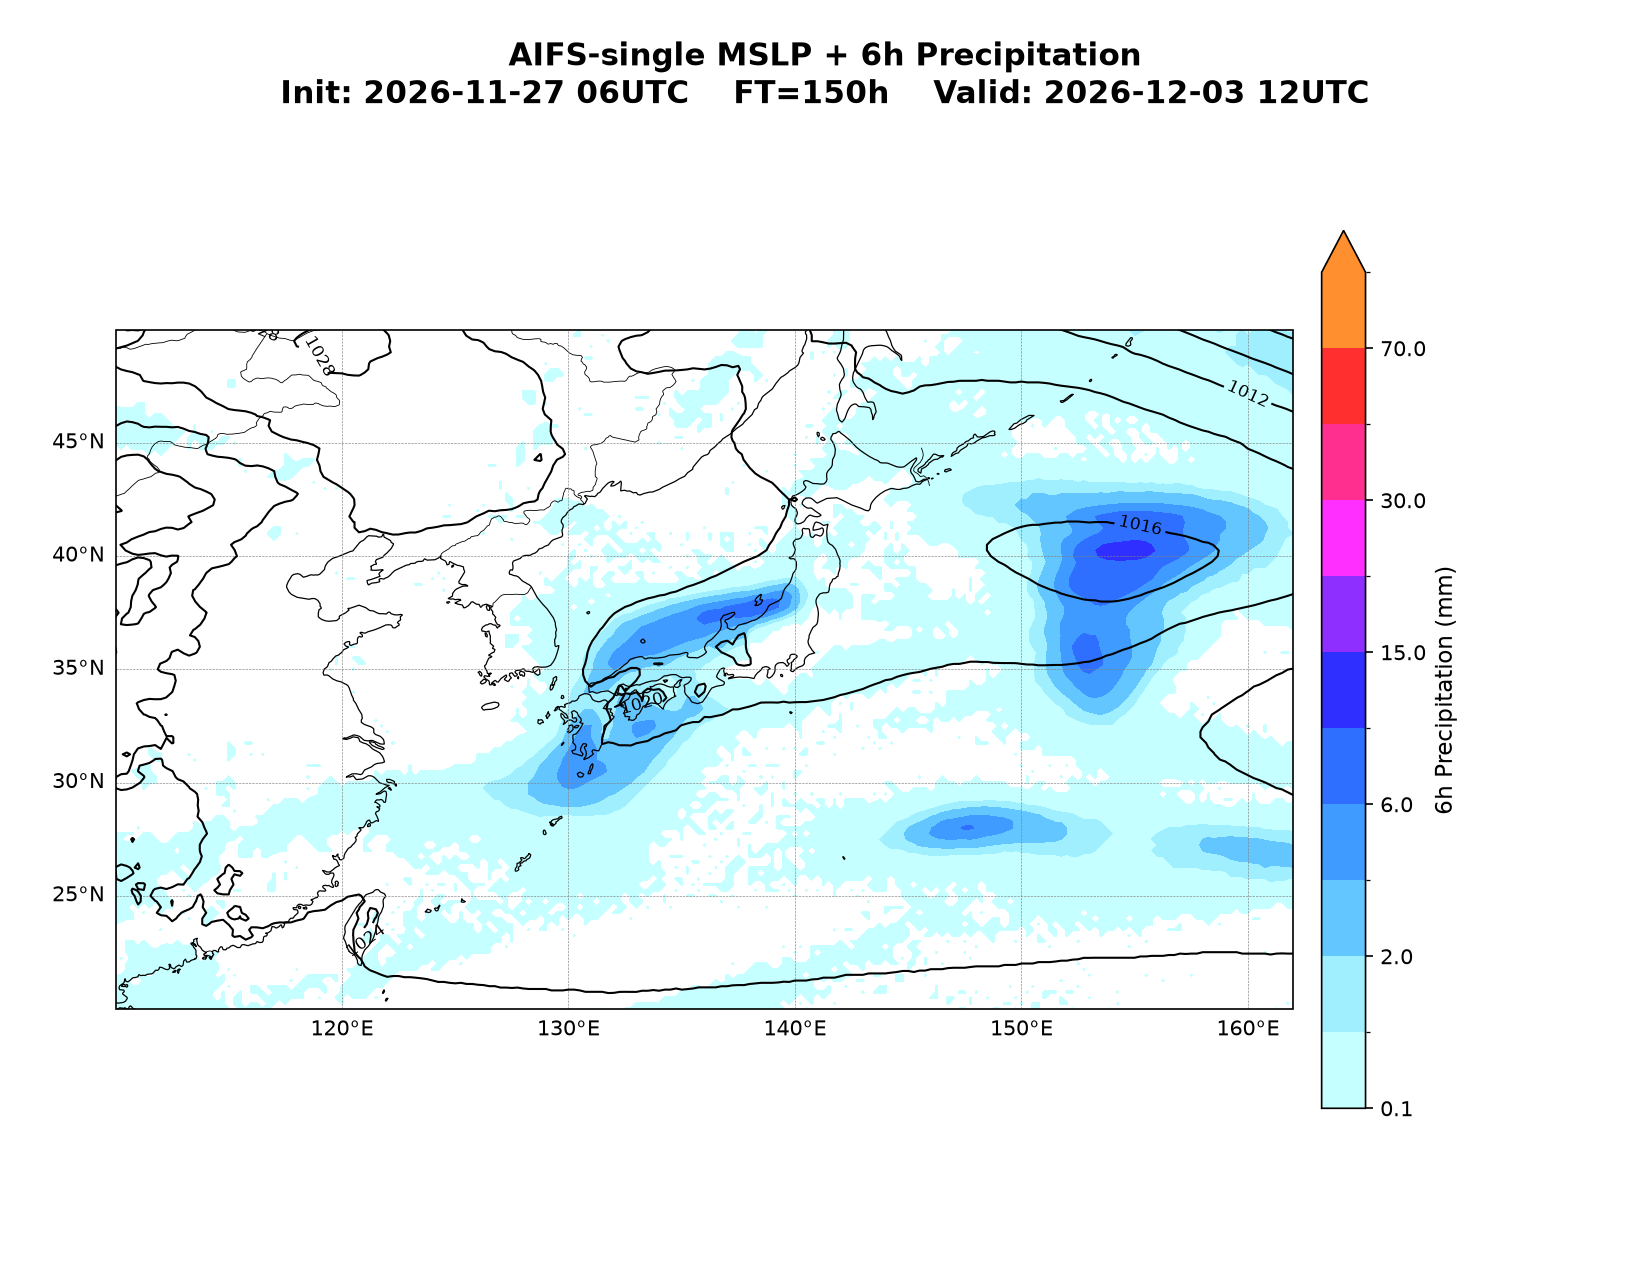 AIFS-single MSLP + 6h Precipitation
Init: 2026-11-27 06UTC    FT=150h    Valid: 2026-12-03 12UTC
1028
1012
1016
1020
1024
45°N
40°N
35°N
30°N
25°N
120°E
130°E
140°E
150°E
160°E
70.0
30.0
15.0
6.0
2.0
0.1
6h Precipitation (mm)